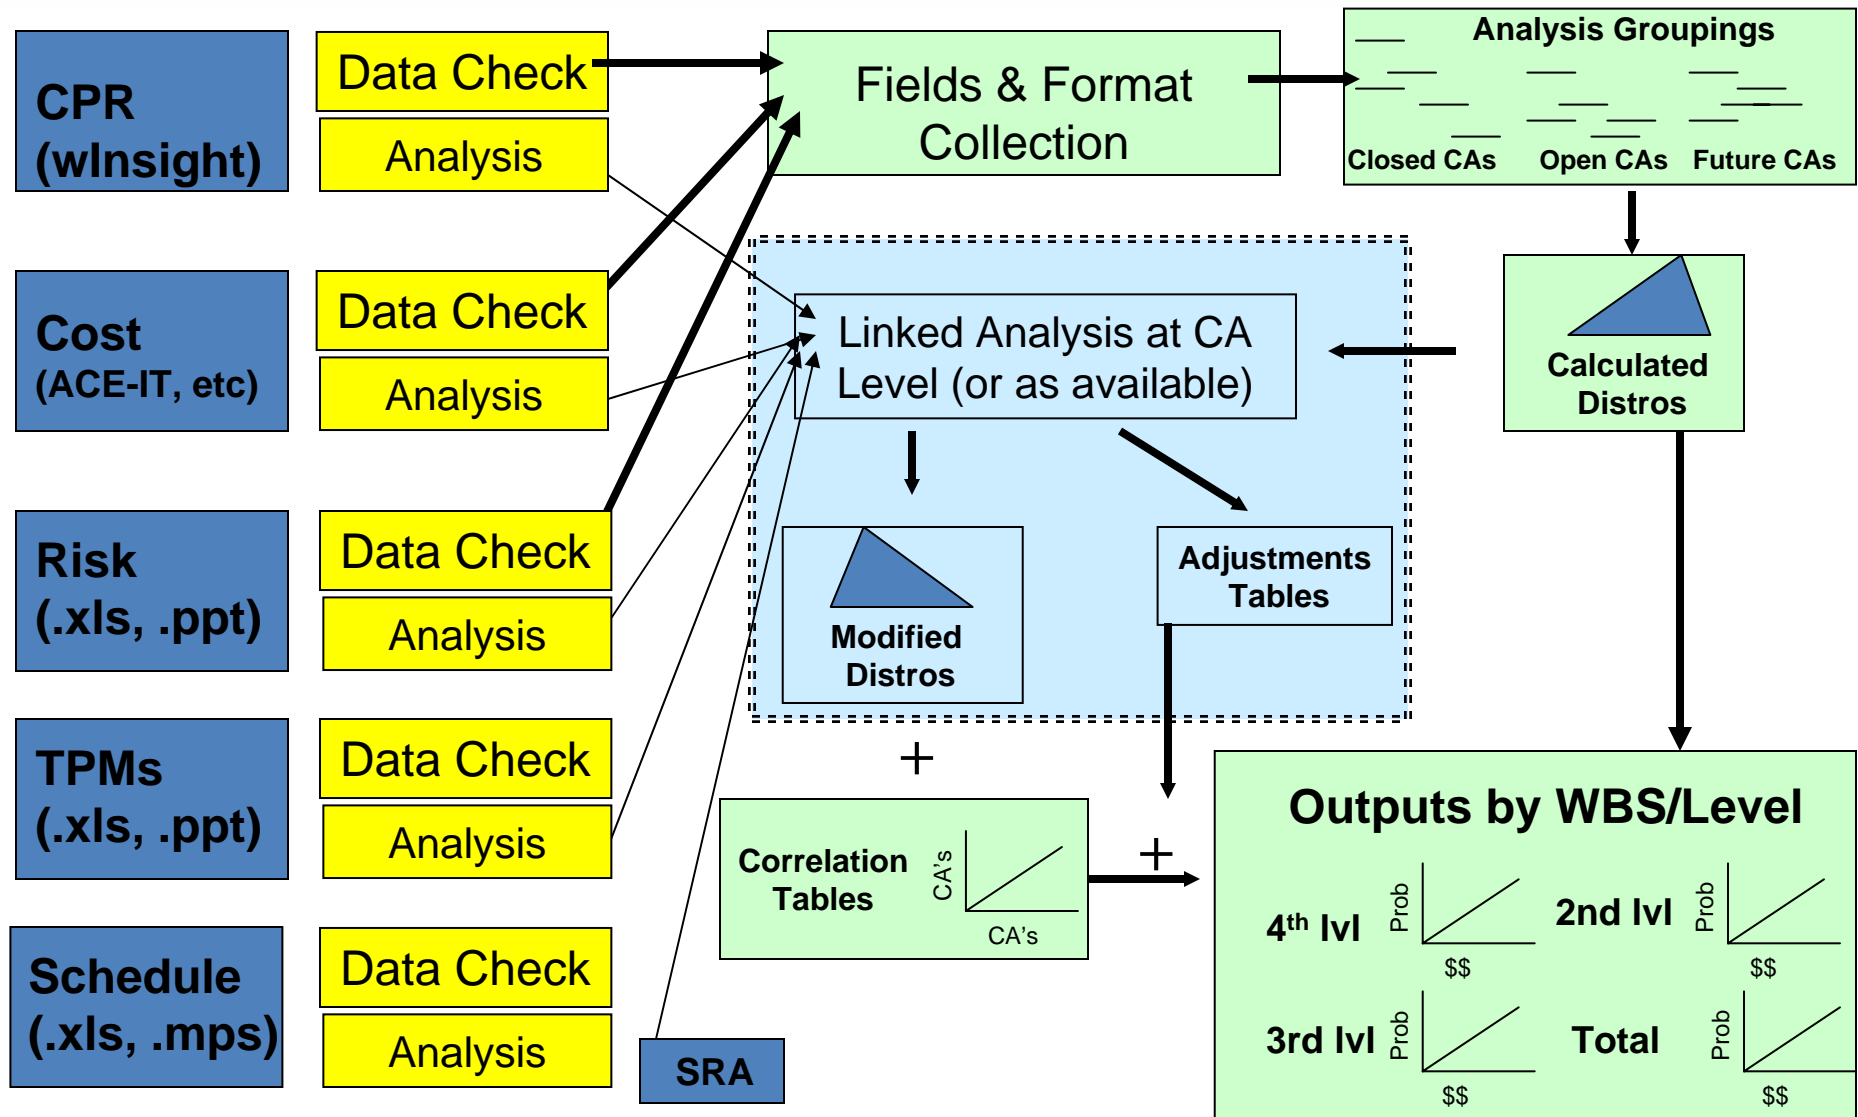 CPR
(wInsight)
Data Check
Analysis
Fields & Format
Collection
Analysis Groupings
Closed CAs
Open CAs
Future CAs
Cost
(ACE-IT, etc)
Data Check
Analysis
Linked Analysis at CA
Level (or as available)
Calculated
Distros
Risk
(.xls, .ppt)
Data Check
Analysis
Modified
Distros
Adjustments
Tables
TPMs
(.xls, .ppt)
Data Check
Analysis
+
Correlation
Tables
CA's
CA's
+
Outputs by WBS/Level
4th lvl
Prob
$$
2nd lvl
Prob
$$
3rd lvl
Prob
$$
Total
Prob
$$
Schedule
(.xls, .mps)
Data Check
Analysis
SRA